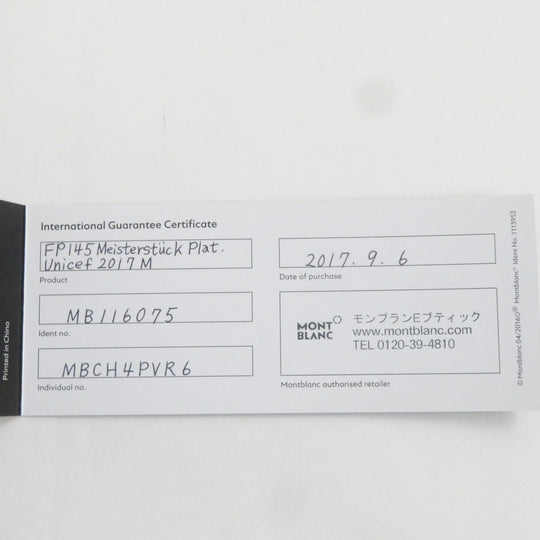 International Guarantee Certificate
FP145 Meisterstück Plat.
Unicef 2017 M
Product
MB116075
Ident no.
MBCH4PVR6
Individual no.
2017. 9. 6
Date of purchase
MONT
BLANC
モンブランEブティック
www.montblanc.com
TEL 0120-39-4810
Montblanc authorised retailer
Printed in China
© Montblanc 04/2016 Montblanc® Ident No. 1115953